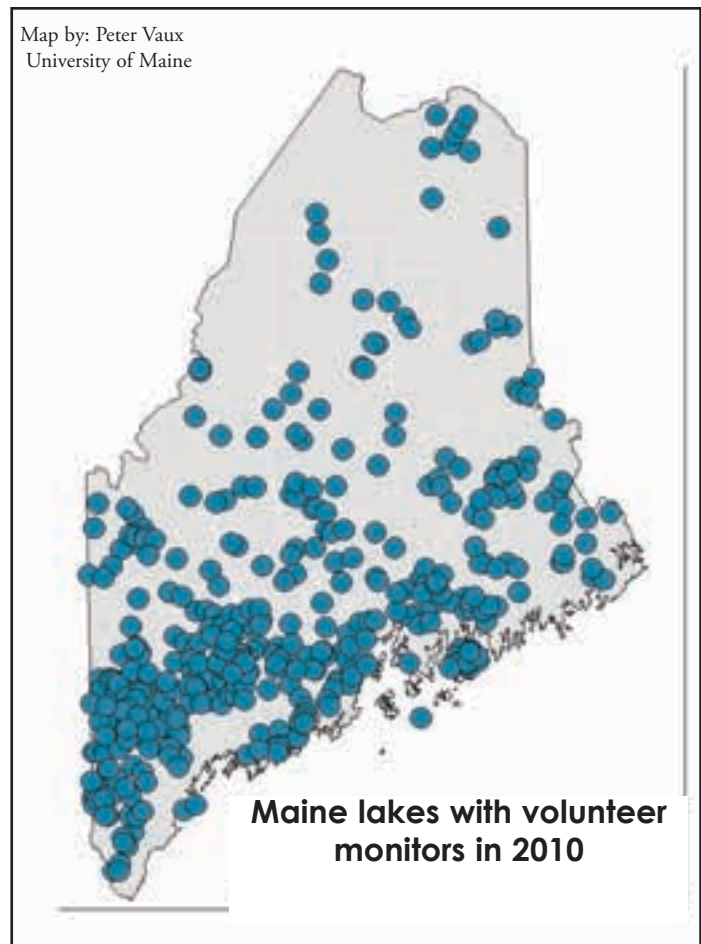 Map by: Peter Vaux
University of Maine
Maine lakes with volunteer
monitors in 2010